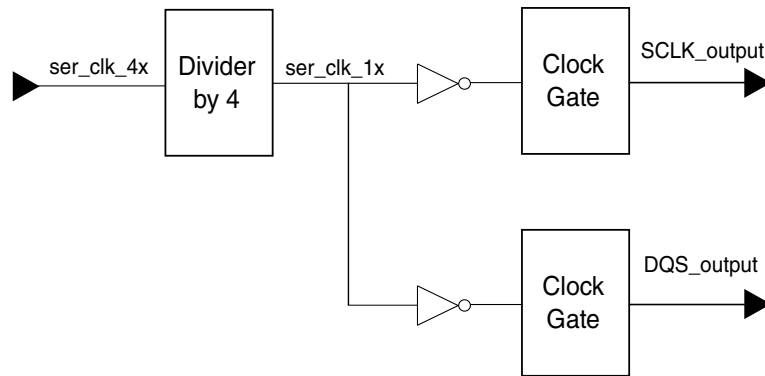 ser_clk_4x
Divider
by 4
ser_clk_1x
Clock
Gate
SCLK_output
Clock
Gate
DQS_output